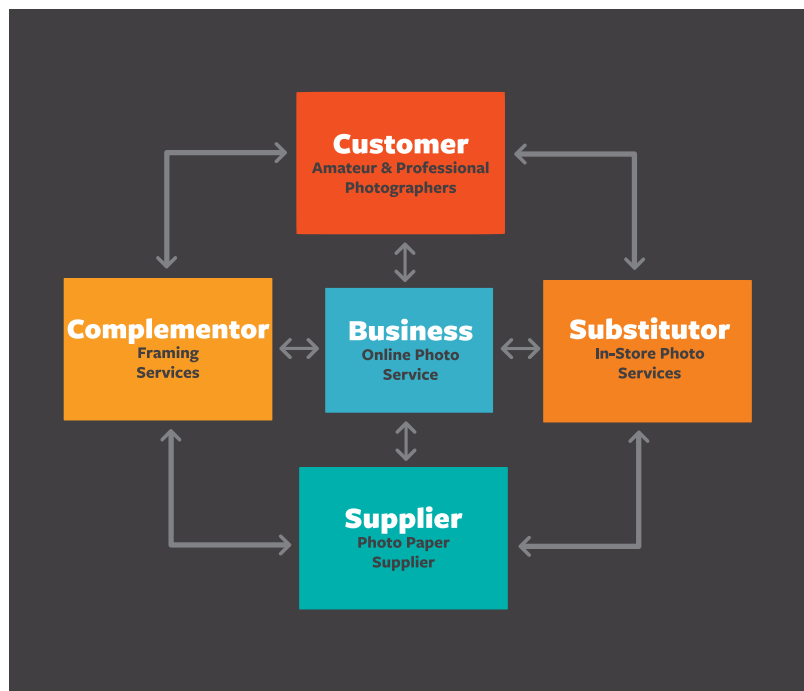 Customer
Amateur & Professional
Photographers
Complementor
Framing
Services
Business
Online Photo
Service
Substitutor
In-Store Photo
Services
Supplier
Photo Paper
Supplier